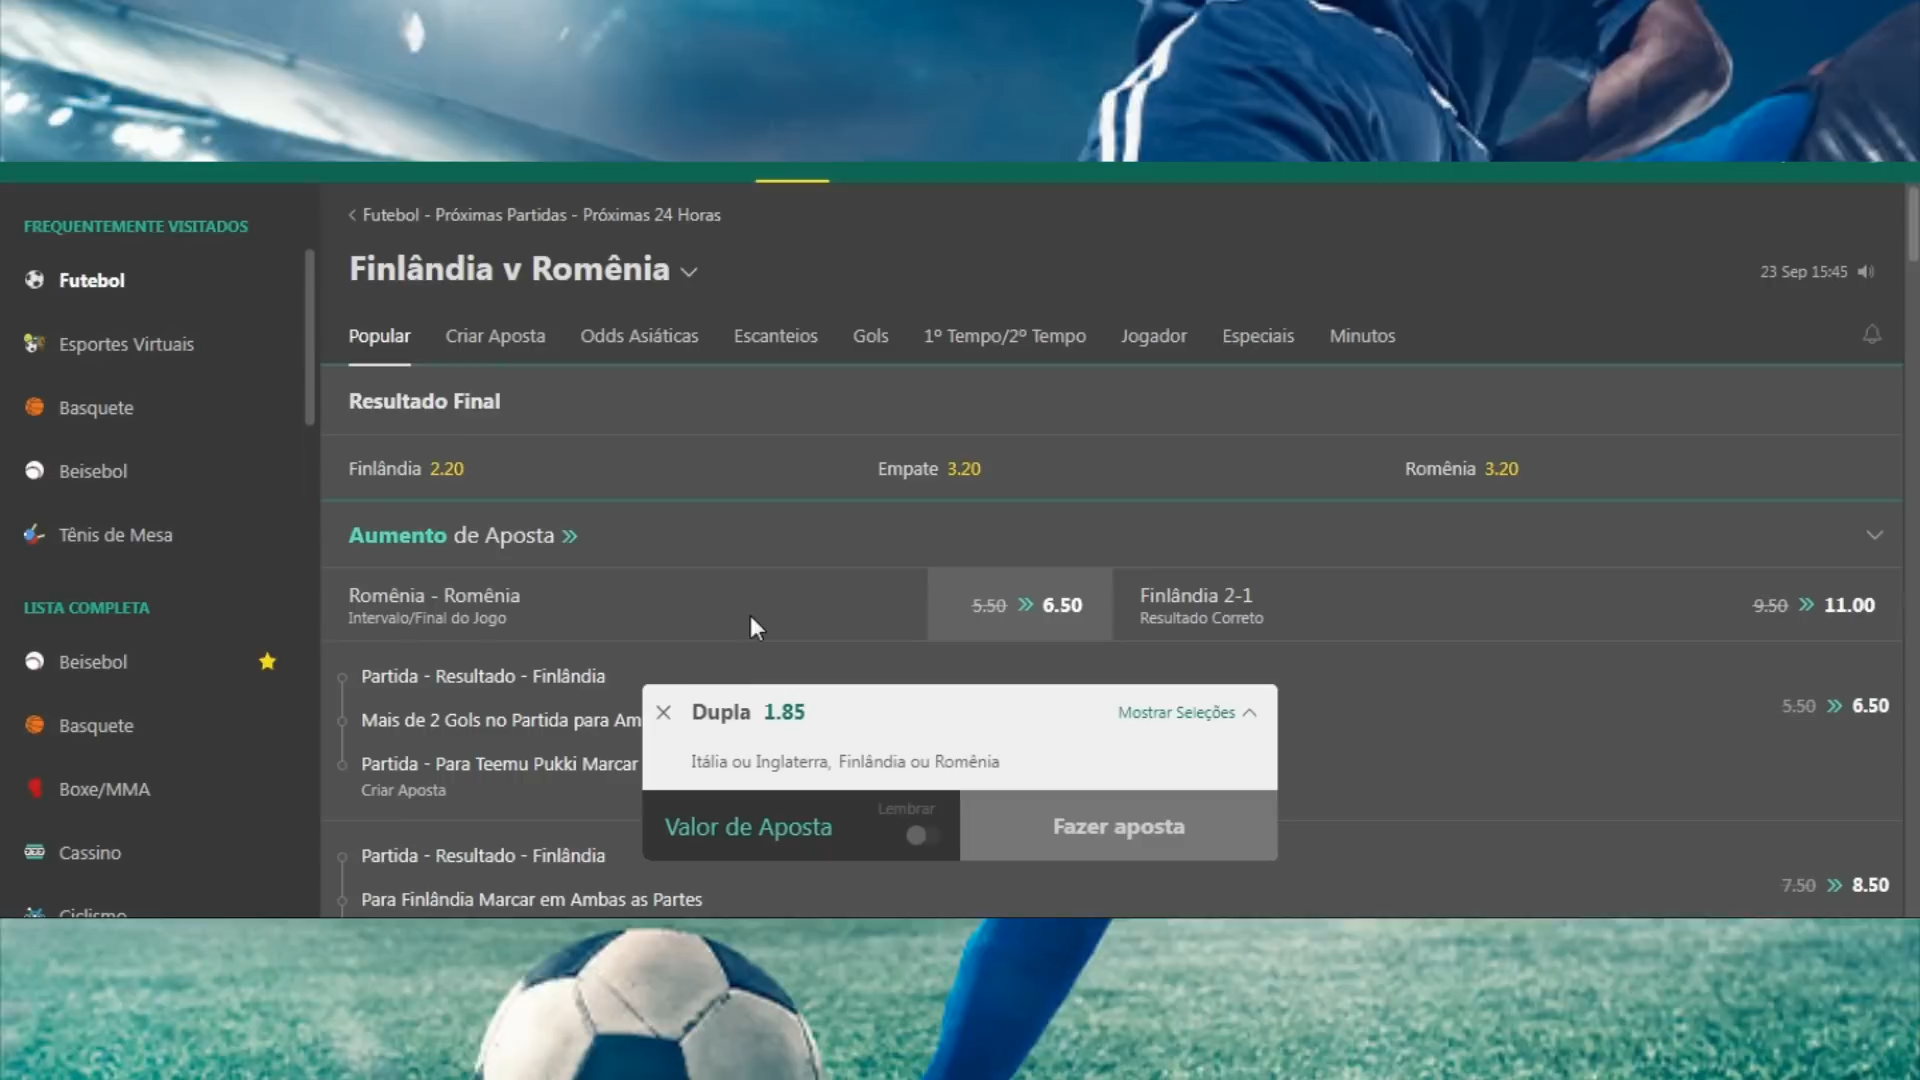 FREQUENTEMENTE VISITADOS
Futebol
Esportes Virtuais
Basquete
Beisebol
Tênis de Mesa
LISTA COMPLETA
Beisebol
Basquete
Boxe/MMA
Cassino
Ciclismo
Futebol - Próximas Partidas - Próximas 24 Horas
Finlândia v Romênia
23 Sep 15:45
Popular Criar Aposta Odds Asiáticas Escanteios Gols 1º Tempo/2º Tempo Jogador Especiais Minutos
Resultado Final
Finlândia 2.20 Empate 3.20 Romênia 3.20
Aumento de Aposta »
Romênia - Romênia
Intervalo/Final do Jogo
5.50 » 6.50
Finlândia 2-1
Resultado Correto
9.50 » 11.00
Partida - Resultado - Finlândia
Mais de 2 Gols no Partida para Am
Partida - Para Teemu Pukki Marcar
Criar Aposta
5.50 » 6.50
Dupla 1.85
Mostrar Seleções
Itália ou Inglaterra, Finlândia ou Romênia
Valor de Aposta
Lembrar
Fazer aposta
Partida - Resultado - Finlândia
Para Finlândia Marcar em Ambas as Partes
7.50 » 8.50